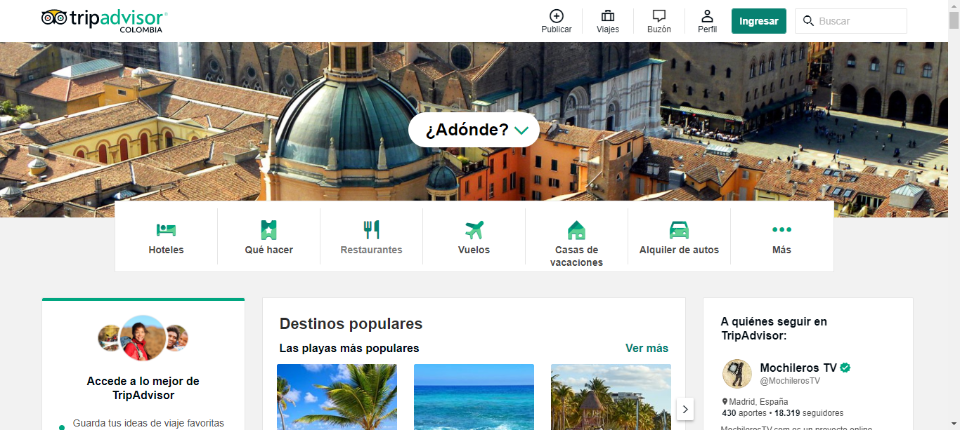 tripadvisor®
COLOMBIA
Publicar
Viajes
Buzón
Perfil
Ingresar
Buscar
¿Adónde?
Hoteles
Qué hacer
Restaurantes
Vuelos
Casas de
vacaciones
Alquiler de autos
Más
Accede a lo mejor de
TripAdvisor
Guarda tus ideas de viaje favoritas
Destinos populares
Las playas más populares
Ver más
A quiénes seguir en
TripAdvisor:
Mochileros TV
@MochilerosTV
Madrid, España
430 aportes • 18.319 seguidores
MochilerosTV.com es un proyecto online